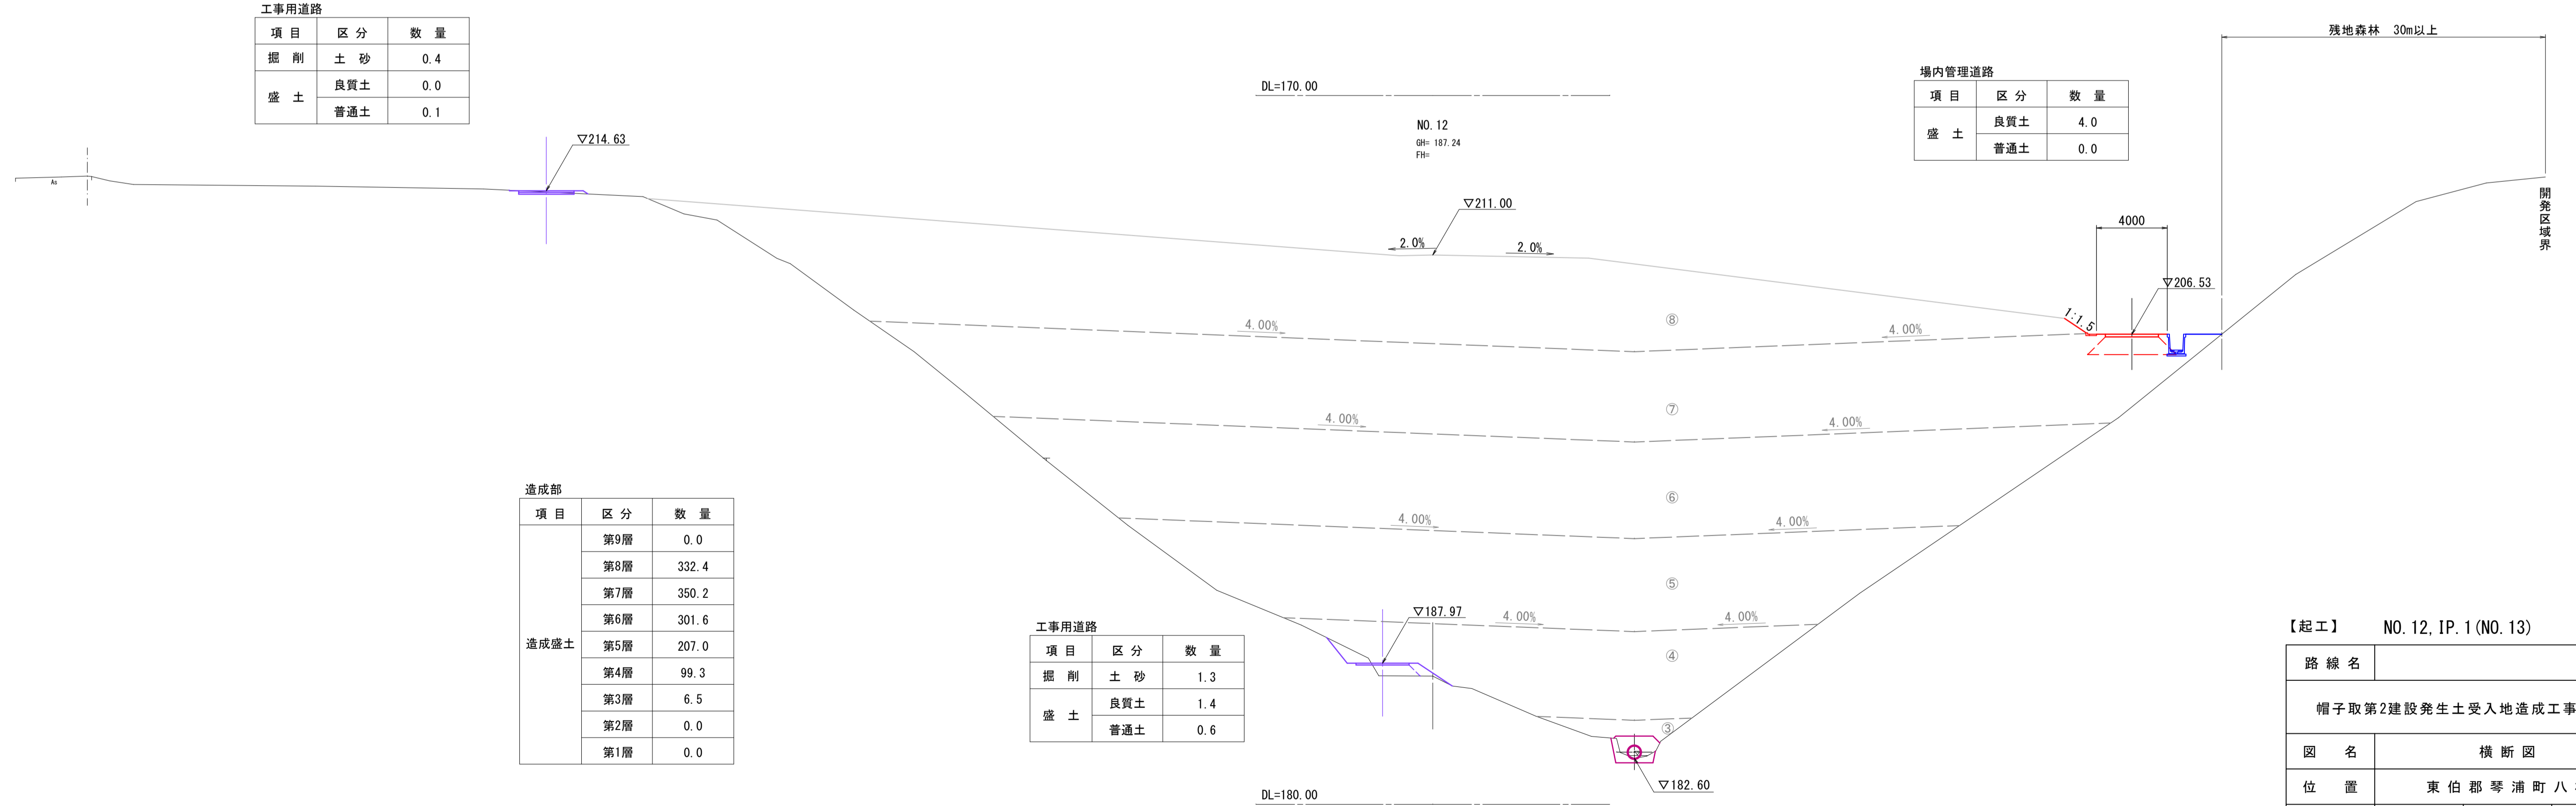 工事用道路
項目 区分 数量
掘削 土砂 0.4
盛土 良質土 0.0
普通土 0.1
DL=170.00
NO.12
GH= 187.24
FH=
場内管理道路
項目 区分 数量
盛土 良質土 4.0
普通土 0.0
残地森林 30m以上
開発区域界
As
▽214.63
▽211.00
2.0%
2.0%
4000
▽206.53
1:1.5
4.00%
⑧
4.00%
4.00%
⑦
4.00%
4.00%
⑥
4.00%
4.00%
⑤
4.00%
④
③
▽187.97
▽182.60
造成部
項目 区分 数量
造成盛土 第9層 0.0
第8層 332.4
第7層 350.2
第6層 301.6
第5層 207.0
第4層 99.3
第3層 6.5
第2層 0.0
第1層 0.0
工事用道路
項目 区分 数量
掘削 土砂 1.3
盛土 良質土 1.4
普通土 0.6
DL=180.00
【起工】 NO.12,IP.1(NO.13)
路線名
帽子取第2建設発生土受入地造成工事
図名 横断図
位置 東伯郡琴浦町八